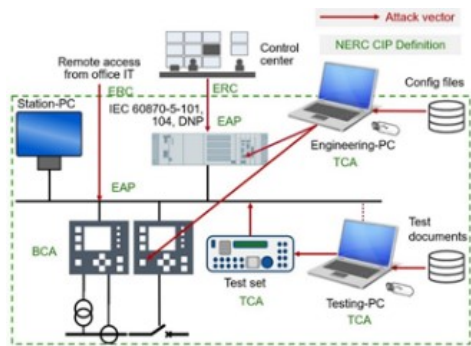 Attack vector
NERC CIP Definition
Remote access
from office IT
Control
center
ERC
ERC
IEC 60870-5-101,
104, DNP
EAP
Station-PC
Engineering-PC
TCA
Config files
EAP
BCA
Test set
TCA
Testing-PC
TCA
Test
documents